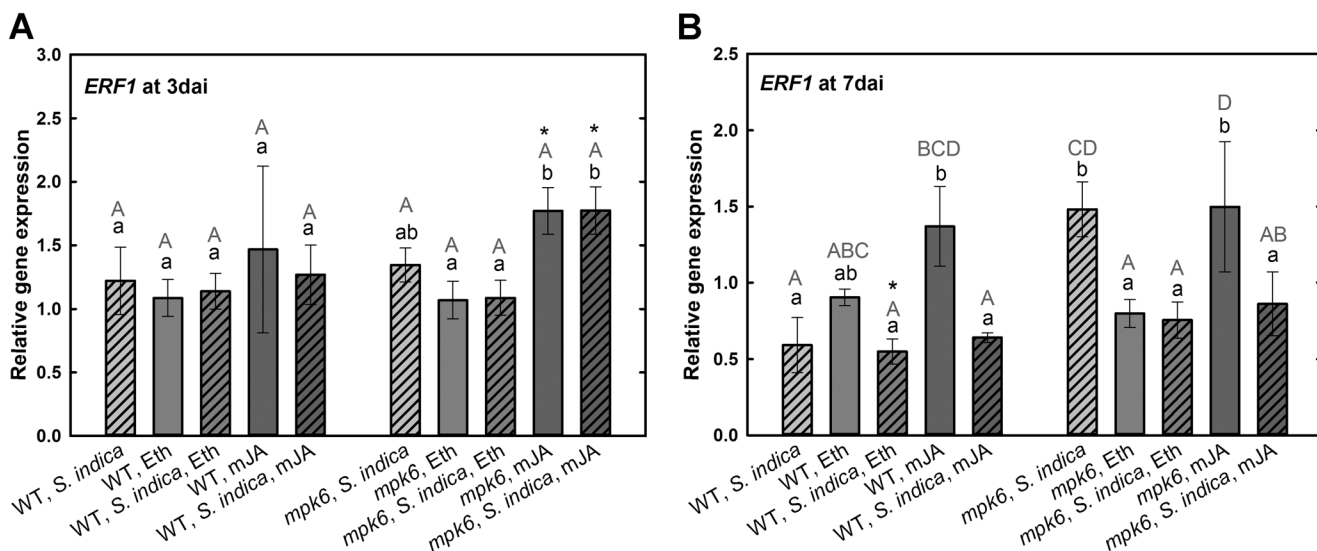 A
B
ERF1 at 3dai
Relative gene expression
3.0
2.5
2.0
1.5
1.0
0.5
0.0
A
a
A
a
A
a
A
a
A
a
A
ab
A
a
A
a
*
A
b
*
A
b
WT, S. indica
WT, Eth
WT, S. indica, Eth
WT, mJA
WT, S. indica, mJA
mpk6, S. indica
mpk6, Eth
mpk6, S. indica, Eth
mpk6, mJA
mpk6, S. indica, mJA
ERF1 at 7dai
Relative gene expression
2.5
2.0
1.5
1.0
0.5
0.0
A
a
ABC
ab
*
A
a
BCD
b
A
a
CD
b
A
a
A
a
D
b
AB
a
WT, S. indica
WT, Eth
WT, S. indica, Eth
WT, mJA
WT, S. indica, mJA
mpk6, S. indica
mpk6, Eth
mpk6, S. indica, Eth
mpk6, mJA
mpk6, S. indica, mJA